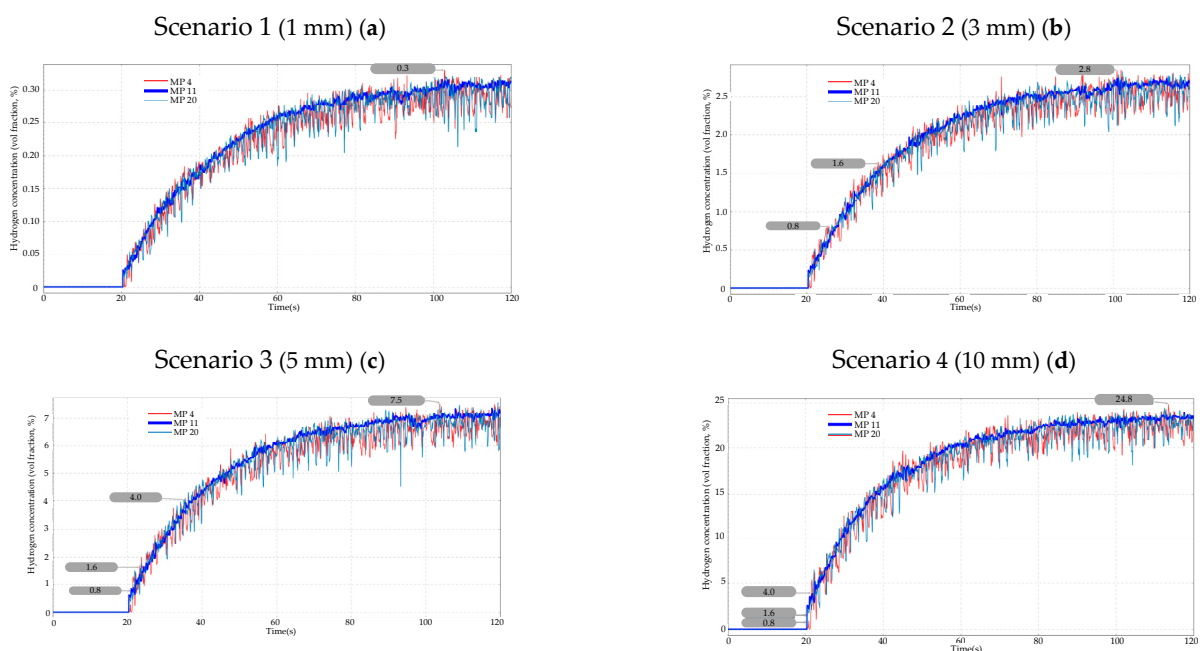 Scenario 1 (1 mm) (a)
Hydrogen concentration (vol fraction, %)
MP 4
MP 11
MP 20
0.3
0.30
0.25
0.20
0.15
0.10
0.05
0
0 20 40 60 80 100 120
Time(s)
Scenario 2 (3 mm) (b)
Hydrogen concentration (vol fraction, %)
MP 4
MP 11
MP 20
2.8
1.6
0.8
2.5
2.0
1.5
1.0
0.5
0
0 20 40 60 80 100 120
Time(s)
Scenario 3 (5 mm) (c)
Hydrogen concentration (vol fraction, %)
MP 4
MP 11
MP 20
7.5
4.0
1.6
0.8
7
6
5
4
3
2
1
0
0 20 40 60 80 100 120
Time(s)
Scenario 4 (10 mm) (d)
Hydrogen concentration (vol fraction, %)
MP 4
MP 11
MP 20
24.8
4.0
1.6
0.8
25
20
15
10
5
0
0 20 40 60 80 100 120
Time(s)